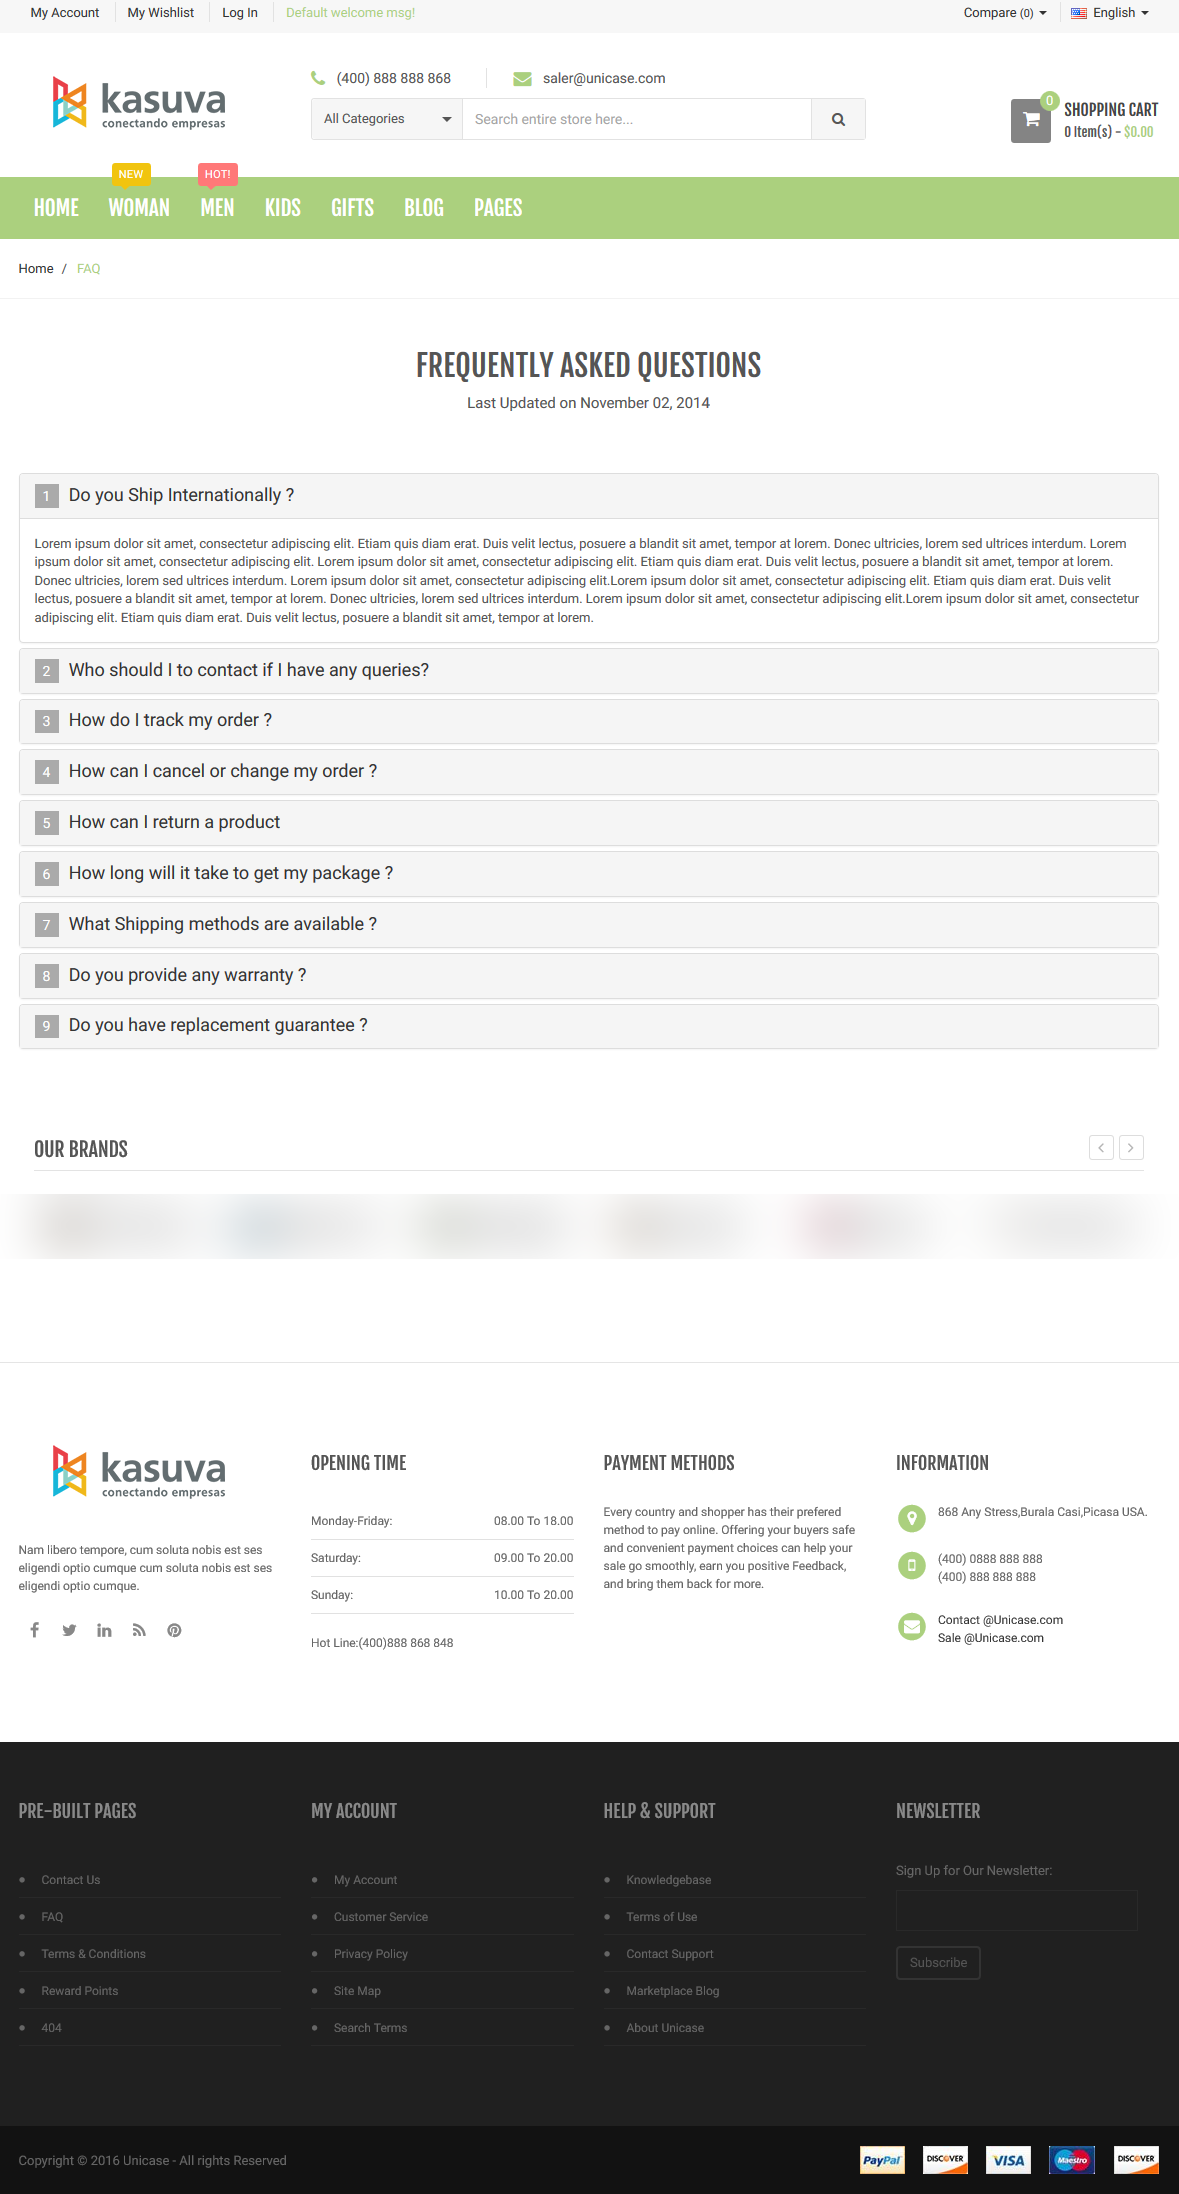 My Account
My Wishlist
Log In
Default welcome msg!
Compare (0)
English
kasuva
conectando empresas
(400) 888 888 868
saler@unicase.com
All Categories
Search entire store here...
0
SHOPPING CART
0 Item(s) - $0.00
NEW
HOT!
HOME
WOMAN
MEN
KIDS
GIFTS
BLOG
PAGES
Home / FAQ
FREQUENTLY ASKED QUESTIONS
Last Updated on November 02, 2014
1 Do you Ship Internationally ?
Lorem ipsum dolor sit amet, consectetur adipiscing elit. Etiam quis diam erat. Duis velit lectus, posuere a blandit sit amet, tempor at lorem. Donec ultricies, lorem sed ultrices interdum. Lorem
ipsum dolor sit amet, consectetur adipiscing elit. Lorem ipsum dolor sit amet, consectetur adipiscing elit. Etiam quis diam erat. Duis velit lectus, posuere a blandit sit amet, tempor at lorem.
Donec ultricies, lorem sed ultrices interdum. Lorem ipsum dolor sit amet, consectetur adipiscing elit.Lorem ipsum dolor sit amet, consectetur adipiscing elit. Etiam quis diam erat. Duis velit
lectus, posuere a blandit sit amet, tempor at lorem. Donec ultricies, lorem sed ultrices interdum. Lorem ipsum dolor sit amet, consectetur adipiscing elit.Lorem ipsum dolor sit amet, consectetur
adipiscing elit. Etiam quis diam erat. Duis velit lectus, posuere a blandit sit amet, tempor at lorem.
2 Who should I to contact if I have any queries?
3 How do I track my order ?
4 How can I cancel or change my order ?
5 How can I return a product
6 How long will it take to get my package ?
7 What Shipping methods are available ?
8 Do you provide any warranty ?
9 Do you have replacement guarantee ?
OUR BRANDS
kasuva
conectando empresas
Nam libero tempore, cum soluta nobis est ses
eligendi optio cumque cum soluta nobis est ses
eligendi optio cumque.
OPENING TIME
Monday-Friday: 08.00 To 18.00
Saturday: 09.00 To 20.00
Sunday: 10.00 To 20.00
Hot Line:(400)888 868 848
PAYMENT METHODS
Every country and shopper has their prefered
method to pay online. Offering your buyers safe
and convenient payment choices can help your
sale go smoothly, earn you positive Feedback,
and bring them back for more.
INFORMATION
868 Any Stress,Burala Casi,Picasa USA.
(400) 0888 888 888
(400) 888 888 888
Contact @Unicase.com
Sale @Unicase.com
PRE-BUILT PAGES
Contact Us
FAQ
Terms & Conditions
Reward Points
404
MY ACCOUNT
My Account
Customer Service
Privacy Policy
Site Map
Search Terms
HELP & SUPPORT
Knowledgebase
Terms of Use
Contact Support
Marketplace Blog
About Unicase
NEWSLETTER
Sign Up for Our Newsletter:
Subscribe
Copyright © 2016 Unicase - All rights Reserved
PayPal
DISCOVER
VISA
Maestro
DISCOVER